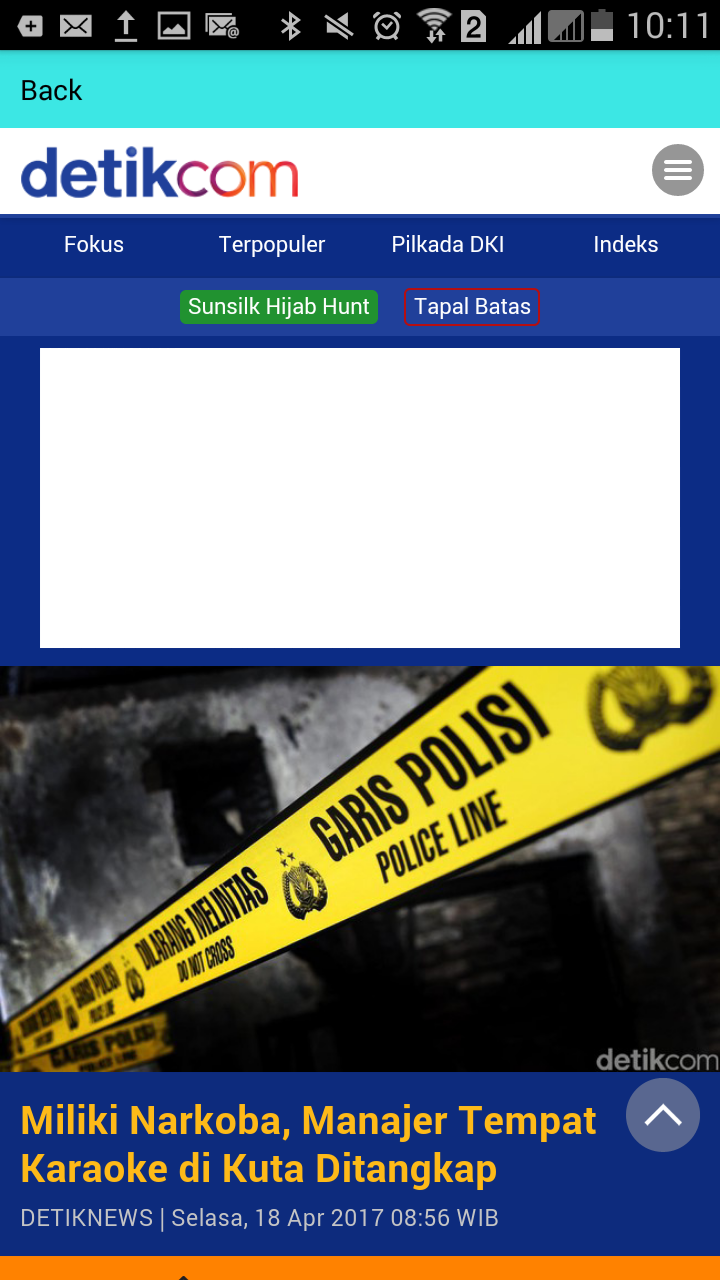 2 10:11
Back
detikcom
Fokus Terpopuler Pilkada DKI Indeks
Sunsilk Hijab Hunt Tapal Batas
GARIS POLISI
POLICE LINE
DILARANG MELINTAS
DO NOT CROSS
GARIS POLISI
POLICE LINE
GARIS POLISI
detikcom
Miliki Narkoba, Manajer Tempat
Karaoke di Kuta Ditangkap
DETIKNEWS | Selasa, 18 Apr 2017 08:56 WIB